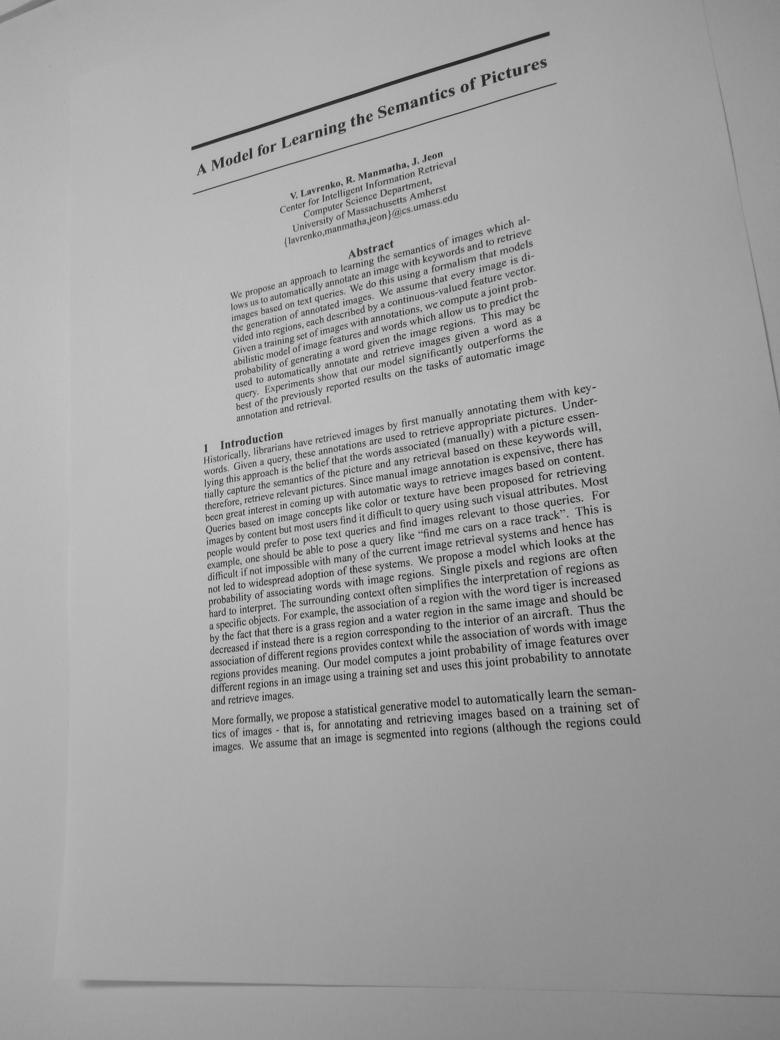 A Model for Learning the Semantics of Pictures
V. Lavrenko, R. Manmatha, J. Jeon
Center for Intelligent Information Retrieval
Computer Science Department,
University of Massachusetts Amherst
{lavrenko,manmatha,jeon}@cs.umass.edu
Abstract
We propose an approach to learning the semantics of images which al-
lows us to automatically annotate an image with keywords and to retrieve
images based on text queries. We do this using a formalism that models
the generation of annotated images. We assume that every image is di-
vided into regions, each described by a continuous-valued feature vector.
Given a training set of images with annotations, we compute a joint prob-
abilistic model of image features and words which allow us to predict the
probability of generating a word given the image regions. This may be
used to automatically annotate and retrieve images given a word as a
query. Experiments show that our model significantly outperforms the
best of the previously reported results on the tasks of automatic image
annotation and retrieval.
1 Introduction
Historically, librarians have retrieved images by first manually annotating them with key-
words. Given a query, these annotations are used to retrieve appropriate pictures. Under-
lying this approach is the belief that the words associated (manually) with a picture essen-
tially capture the semantics of the picture and any retrieval based on these keywords will,
therefore, retrieve relevant pictures. Since manual image annotation is expensive, there has
been great interest in coming up with automatic ways to retrieve images based on content.
Queries based on image concepts like color or texture have been proposed for retrieving
images by content but most users find it difficult to query using such visual attributes. Most
people would prefer to pose text queries and find images relevant to those queries. For
example, one should be able to pose a query like “find me cars on a race track”. This is
difficult if not impossible with many of the current image retrieval systems and hence has
not led to widespread adoption of these systems. We propose a model which looks at the
probability of associating words with image regions. Single pixels and regions are often
hard to interpret. The surrounding context often simplifies the interpretation of regions as
a specific objects. For example, the association of a region with the word tiger is increased
by the fact that there is a grass region and a water region in the same image and should be
decreased if instead there is a region corresponding to the interior of an aircraft. Thus the
association of different regions provides context while the association of words with image
regions provides meaning. Our model computes a joint probability of image features over
different regions in an image using a training set and uses this joint probability to annotate
and retrieve images.
More formally, we propose a statistical generative model to automatically learn the seman-
tics of images - that is, for annotating and retrieving images based on a training set of
images. We assume that an image is segmented into regions (although the regions could